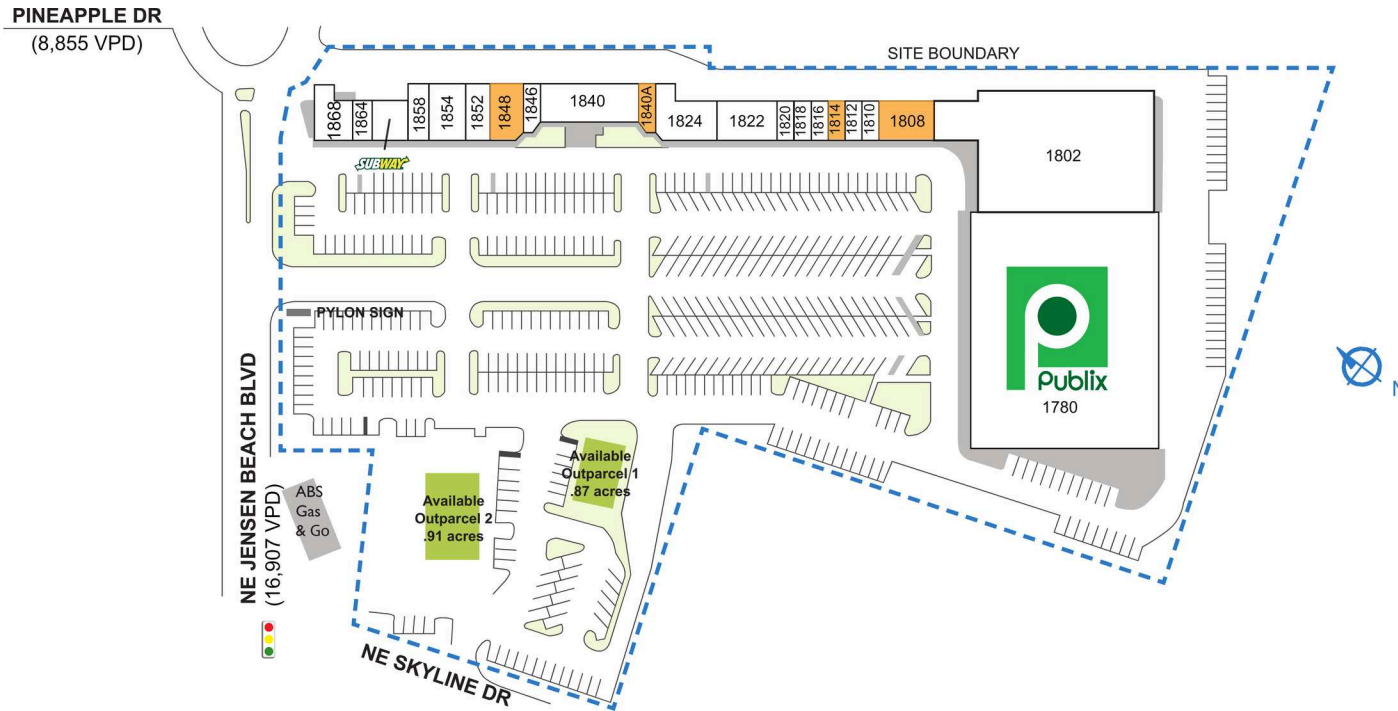 PINEAPPLE DR
(8,855 VPD)
SITE BOUNDARY
1868
1864
SUBWAY
1858
1854
1852
1848
1846
1840
1840A
1824
1822
1820
1818
1816
1814
1812
1810
1808
1802
Publix
1780
PYLON SIGN
NE JENSEN BEACH BLVD
(16,907 VPD)
ABS
Gas
& Go
Available
Outparcel 1
.87 acres
Available
Outparcel 2
.91 acres
NE SKYLINE DR
N